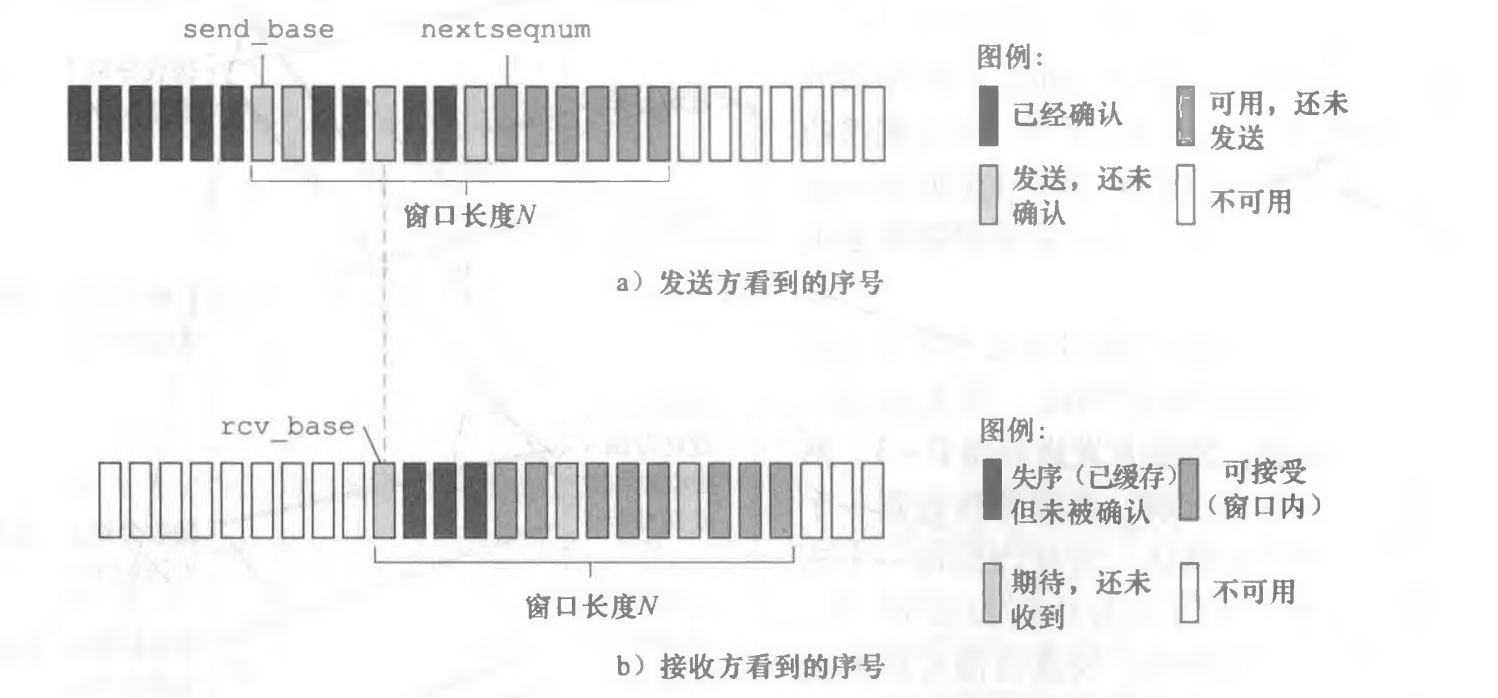 send_base
nextseqnum
图例:
已经确认
可用，还未
发送
发送，还未
确认
不可用
窗口长度N
a）发送方看到的序号
rcv_base
图例:
失序（已缓存）
但未被确认
可接受
（窗口内）
期待，还未
收到
不可用
窗口长度N
b）接收方看到的序号